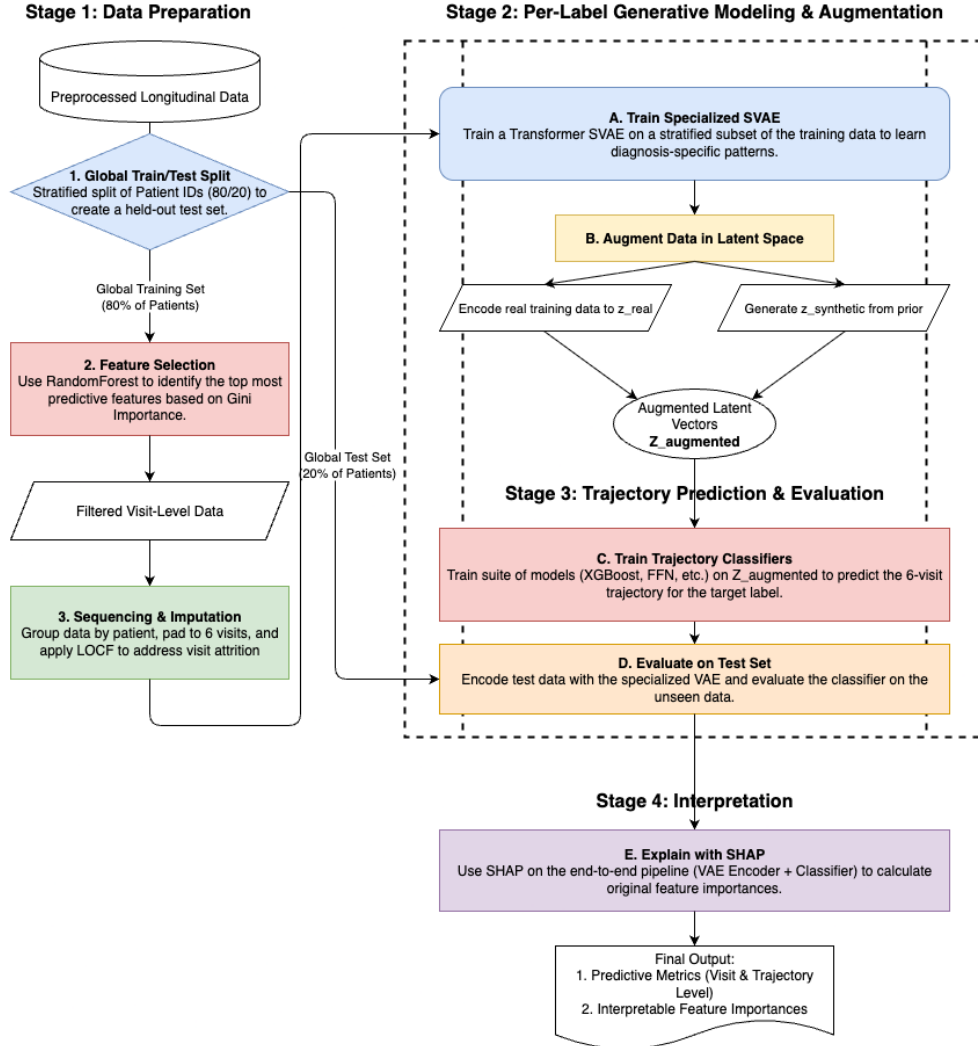 Stage 1: Data Preparation
Preprocessed Longitudinal Data
1. Global Train/Test Split
Stratified split of Patient IDs (80/20) to
create a held-out test set.
Global Training Set
(80% of Patients)
2. Feature Selection
Use RandomForest to identify the top most
predictive features based on Gini
Importance.
Filtered Visit-Level Data
3. Sequencing & Imputation
Group data by patient, pad to 6 visits, and
apply LOCF to address visit attrition
Global Test Set
(20% of Patients)
Stage 2: Per-Label Generative Modeling & Augmentation
A. Train Specialized SVAE
Train a Transformer SVAE on a stratified subset of the training data to learn
diagnosis-specific patterns.
B. Augment Data in Latent Space
Encode real training data to z_real
Generate z_synthetic from prior
Augmented Latent
Vectors
Z_augmented
Stage 3: Trajectory Prediction & Evaluation
C. Train Trajectory Classifiers
Train suite of models (XGBoost, FFN, etc.) on Z_augmented to predict the 6-visit
trajectory for the target label.
D. Evaluate on Test Set
Encode test data with the specialized VAE and evaluate the classifier on the
unseen data.
Stage 4: Interpretation
E. Explain with SHAP
Use SHAP on the end-to-end pipeline (VAE Encoder + Classifier) to calculate
original feature importances.
Final Output:
1. Predictive Metrics (Visit & Trajectory
Level)
2. Interpretable Feature Importances